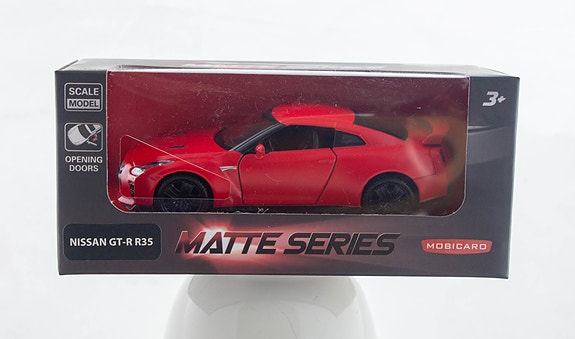 SCALE
MODEL
3+
OPENING
DOORS
NISSAN GT-R R35
MATTE SERIES
MOBICARO